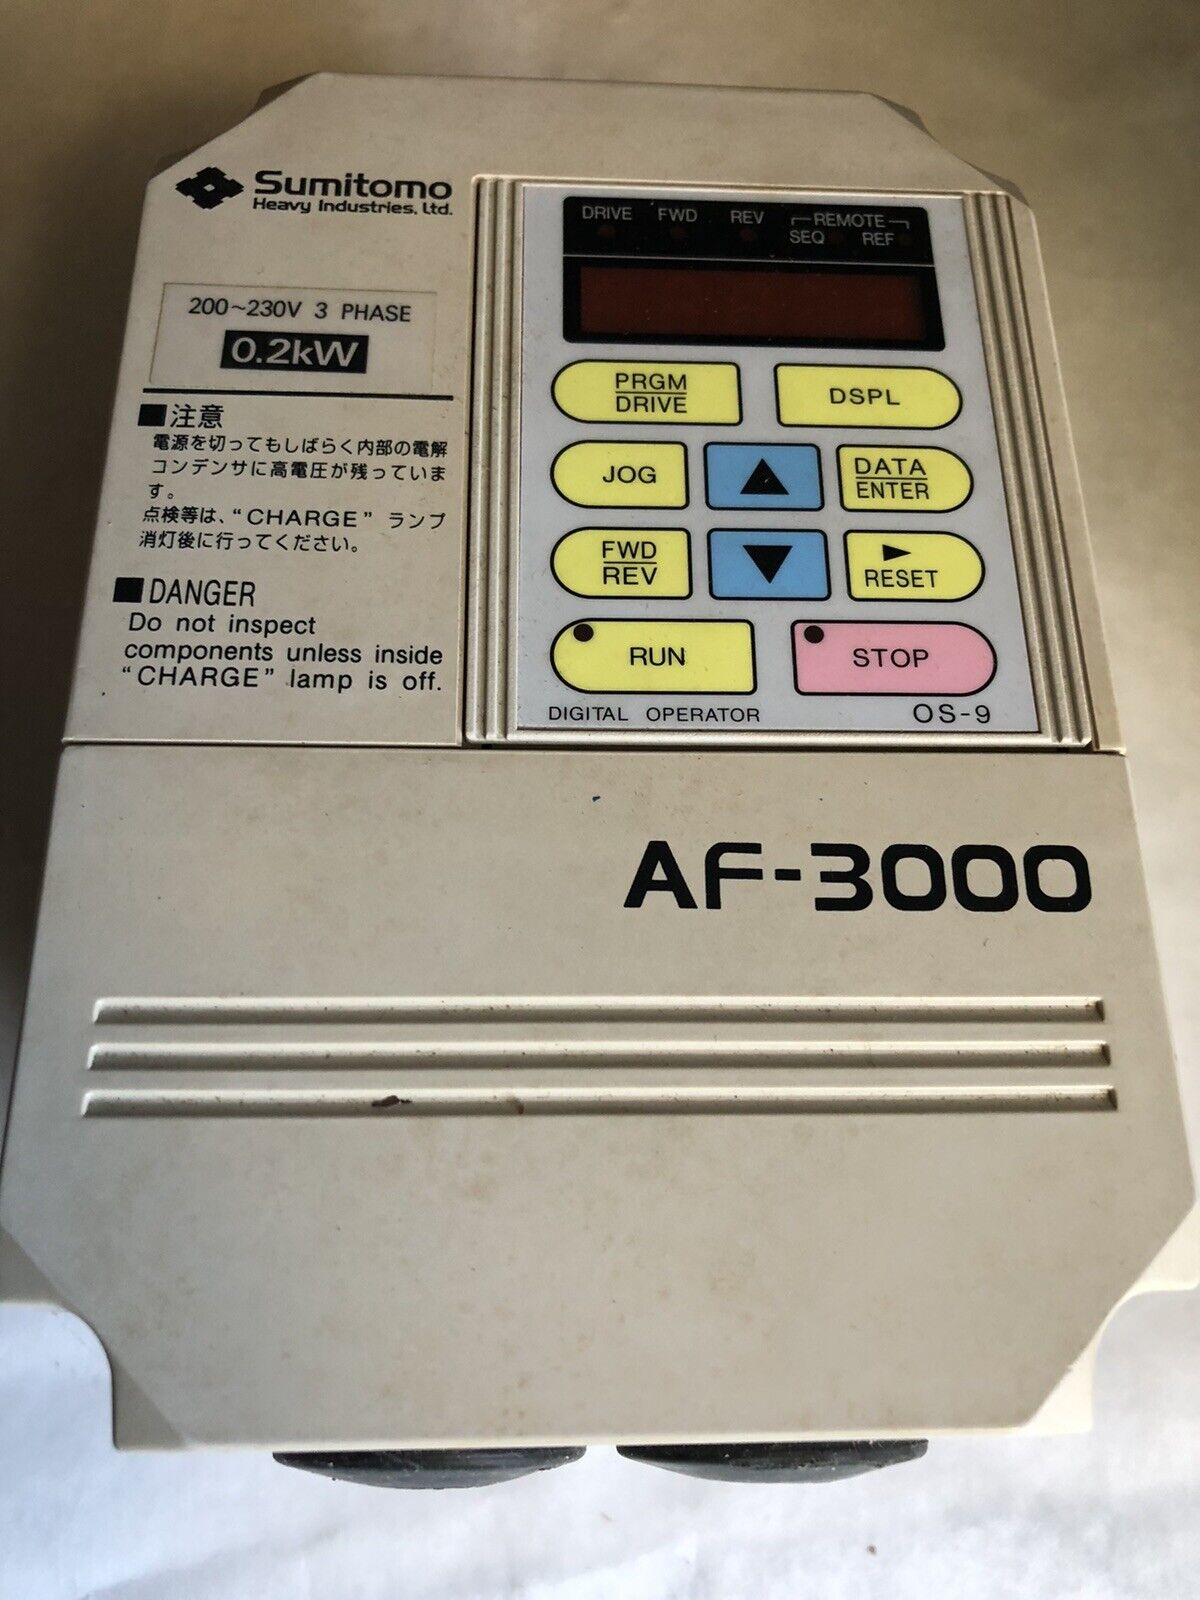 Sumitomo
Heavy Industries, Ltd.
200~230V 3 PHASE
0.2kW
■注意
電源を切ってもしばらく内部の電解
コンデンサに高電圧が残っていま
す。
点検等は、“CHARGE” ランプ
消灯後に行ってください。
■DANGER
Do not inspect
components unless inside
“CHARGE” lamp is off.
DRIVE FWD REV REMOTE
SEQ REF
PRGM
DRIVE
DSPL
JOG
▲
DATA
ENTER
FWD
REV
▼
►
RESET
RUN
STOP
DIGITAL OPERATOR OS-9
AF-3000